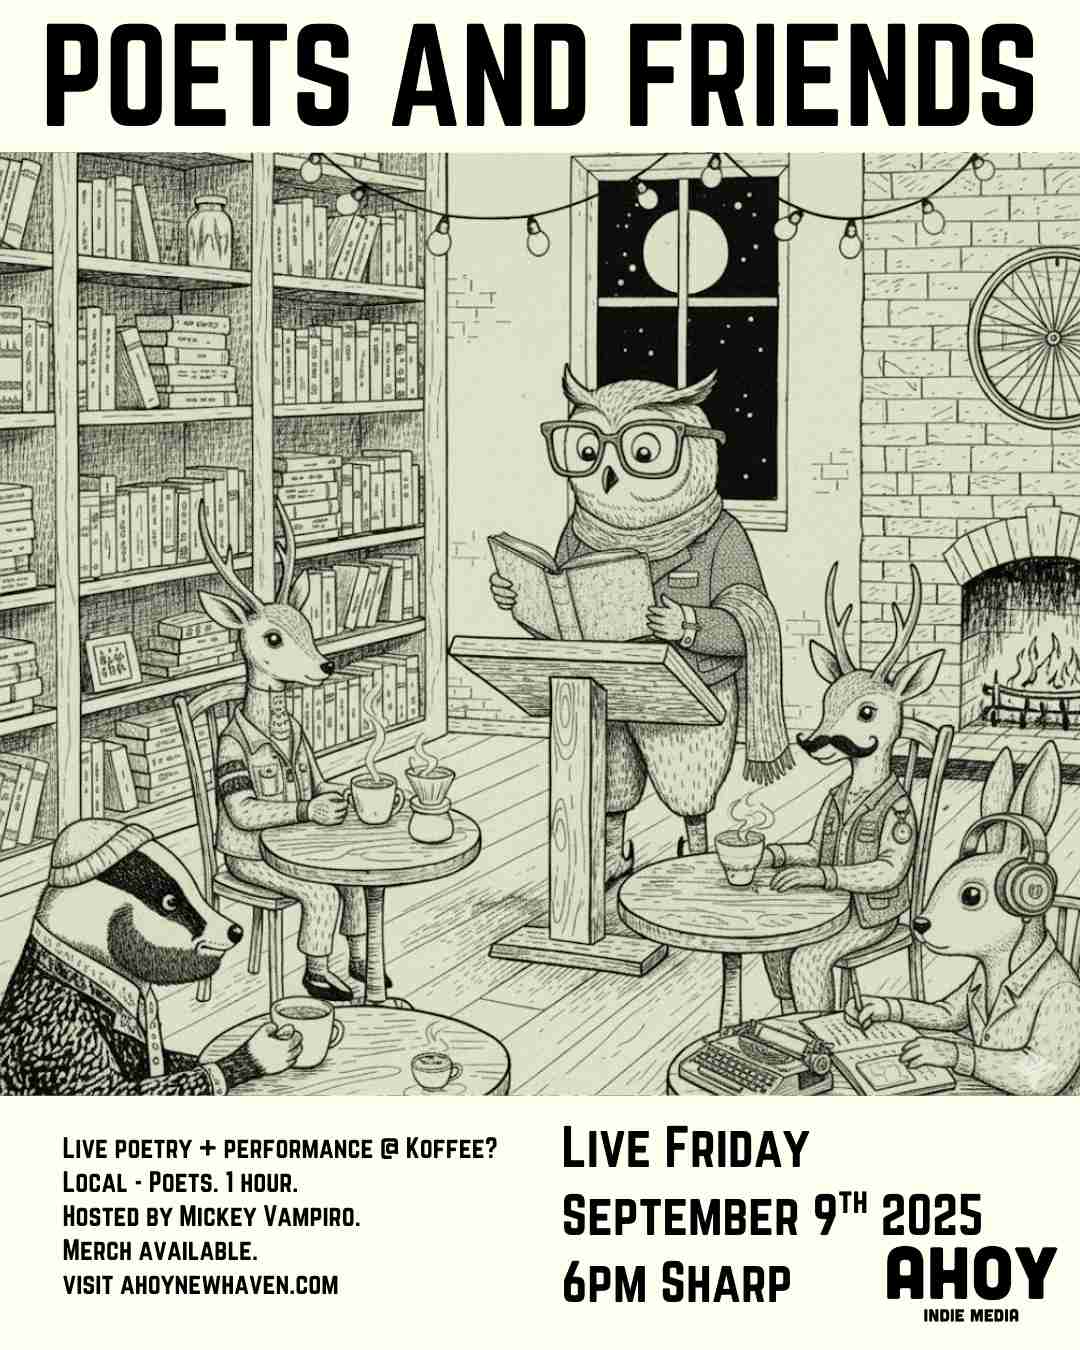 POETS AND FRIENDS
LIVE POETRY + PERFORMANCE @ KOFFEE?
LOCAL - POETS. 1 HOUR.
HOSTED BY MICKEY VAMPIRO.
MERCH AVAILABLE.
VISIT AHOYNEWHAVEN.COM
LIVE FRIDAY
SEPTEMBER 9TH 2025
6PM SHARP
AHOY
INDIE MEDIA